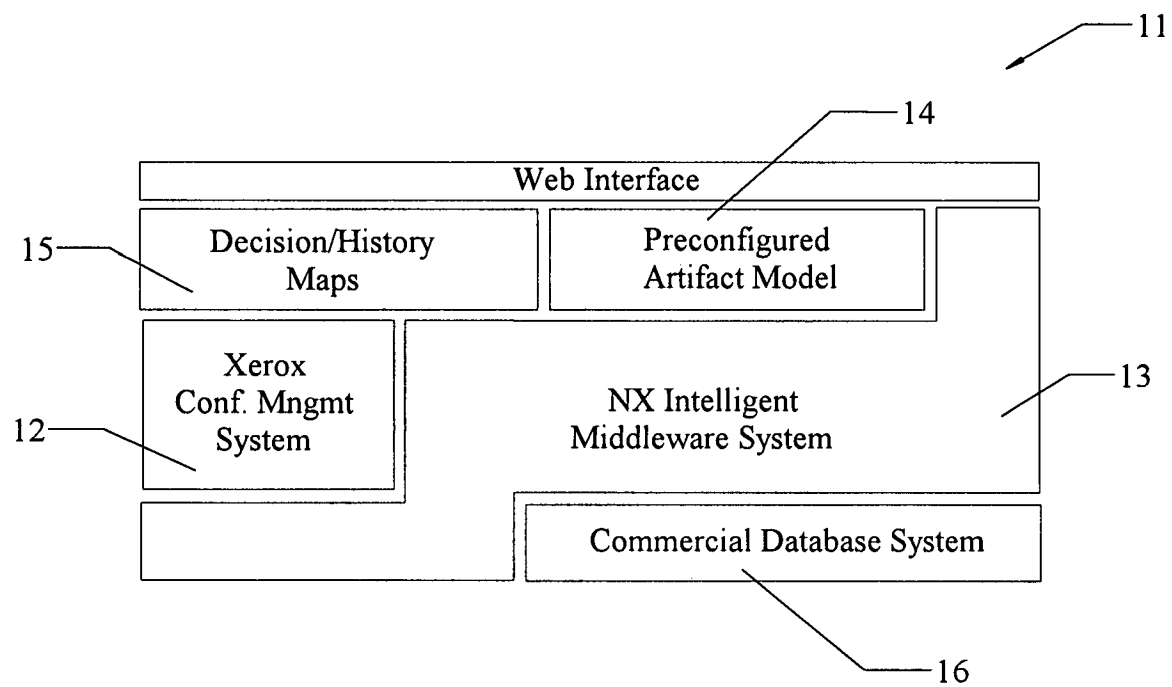 11
14
Web Interface
Decision/History
Maps
Preconfigured
Artifact Model
15
Xerox
Conf. Mngmt
System
NX Intelligent
Middleware System
13
12
Commercial Database System
16